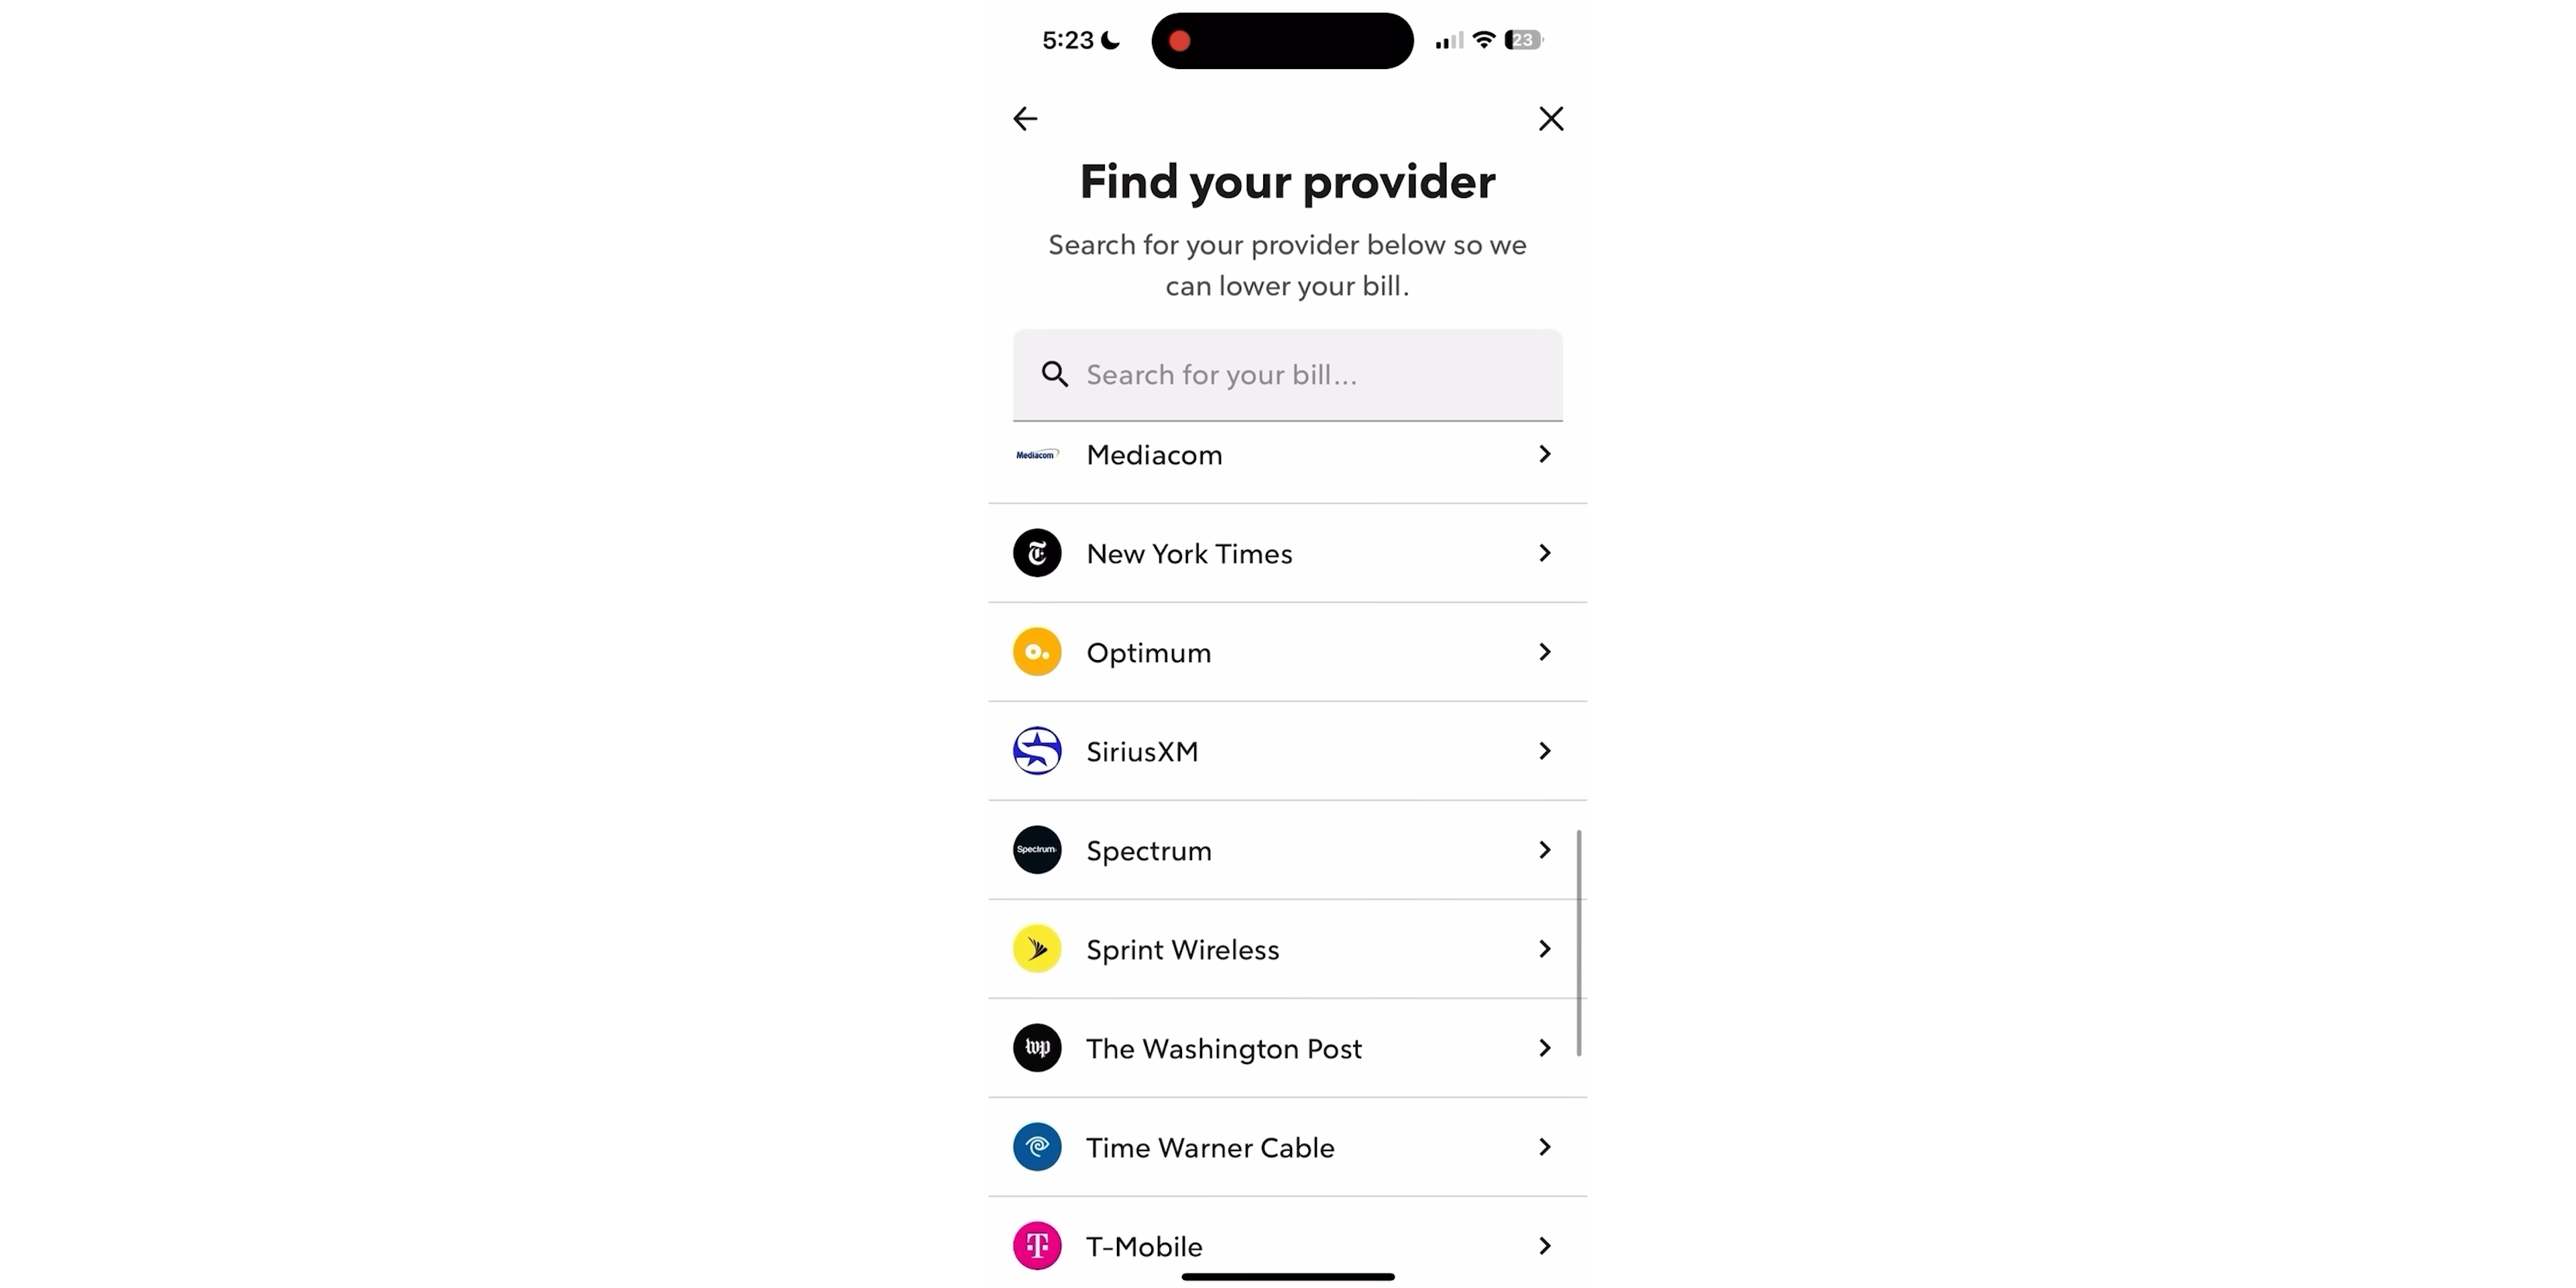 5:23
23
Find your provider
Search for your provider below so we
can lower your bill.
Search for your bill...
Mediacom Mediacom
New York Times
Optimum
SiriusXM
Spectrum Spectrum
Sprint Wireless
wp The Washington Post
Time Warner Cable
T T-Mobile